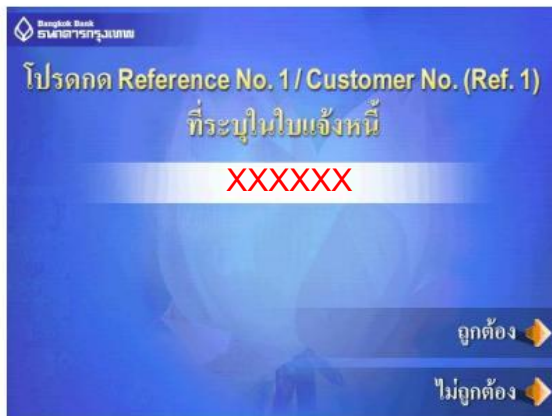 Bangkok Bank
ธนาคารกรุงเทพ
โปรดกด Reference No. 1 / Customer No. (Ref. 1)
ที่ระบุในใบแจ้งหนี้
XXXXXX
ถูกต้อง
ไม่ถูกต้อง